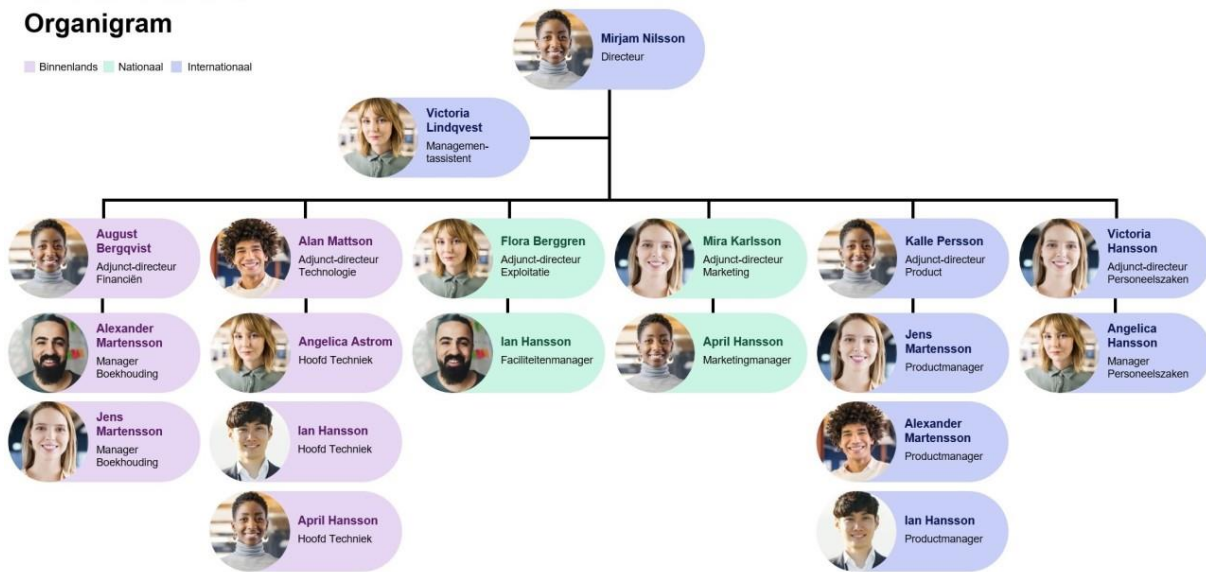 Organigram
Binnenlands Nationaal Internationaal
Mirjam Nilsson
Directeur
Victoria
Lindqvest
Managemen-
tassistent
August
Bergqvist
Adjunct-directeur
Financiën
Alan Mattson
Adjunct-directeur
Technologie
Flora Berggren
Adjunct-directeur
Exploitatie
Mira Karlsson
Adjunct-directeur
Marketing
Kalle Persson
Adjunct-directeur
Product
Victoria
Hansson
Adjunct-directeur
Personeelszaken
Alexander
Martensson
Manager
Boekhouding
Angelica Astrom
Hoofd Techniek
Ian Hansson
Faciliteitenmanager
April Hansson
Marketingmanager
Jens
Martensson
Productmanager
Angelica
Hansson
Manager
Personeelszaken
Jens
Martensson
Manager
Boekhouding
Ian Hansson
Hoofd Techniek
Alexander
Martensson
Productmanager
April Hansson
Hoofd Techniek
Ian Hansson
Productmanager